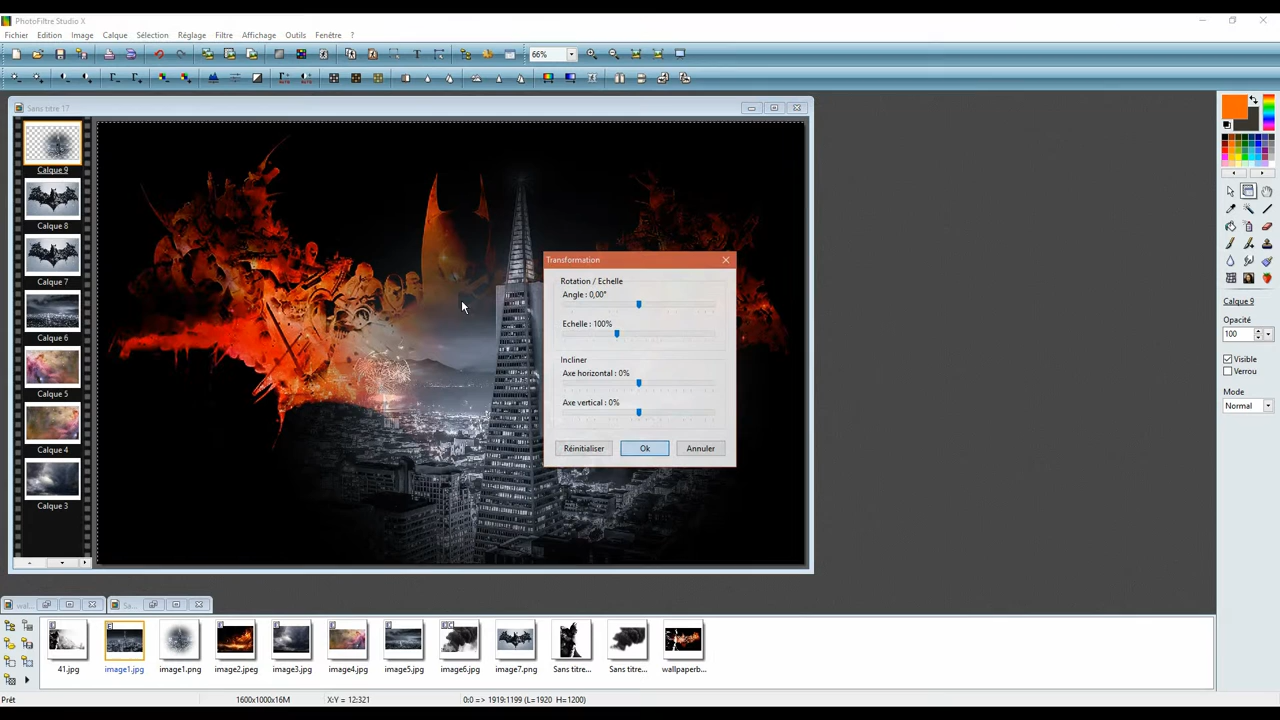 PhotoFiltre Studio X
Fichier Edition Image Calque Sélection Réglage Filtre Affichage Outils Fenêtre ?
66%
Sans titre 17
Calque 9
Calque 8
Calque 7
Calque 6
Calque 5
Calque 4
Calque 3
Transformation
Rotation / Echelle
Angle : 0,00°
Echelle : 100%
Incliner
Axe horizontal : 0%
Axe vertical : 0%
Réinitialiser Ok Annuler
Calque 9
Opacité
100
Visible
Verrou
Mode
Normal
wal... Sa...
41.jpg image1.jpg image1.png image2.jpeg image3.jpg image4.jpg image5.jpg image6.jpg image7.png Sans titre... Sans titre... wallpaperb...
Prêt 1600x1000x16M X:Y = 12:321 0:0 => 1919:1199 (L=1920 H=1200)